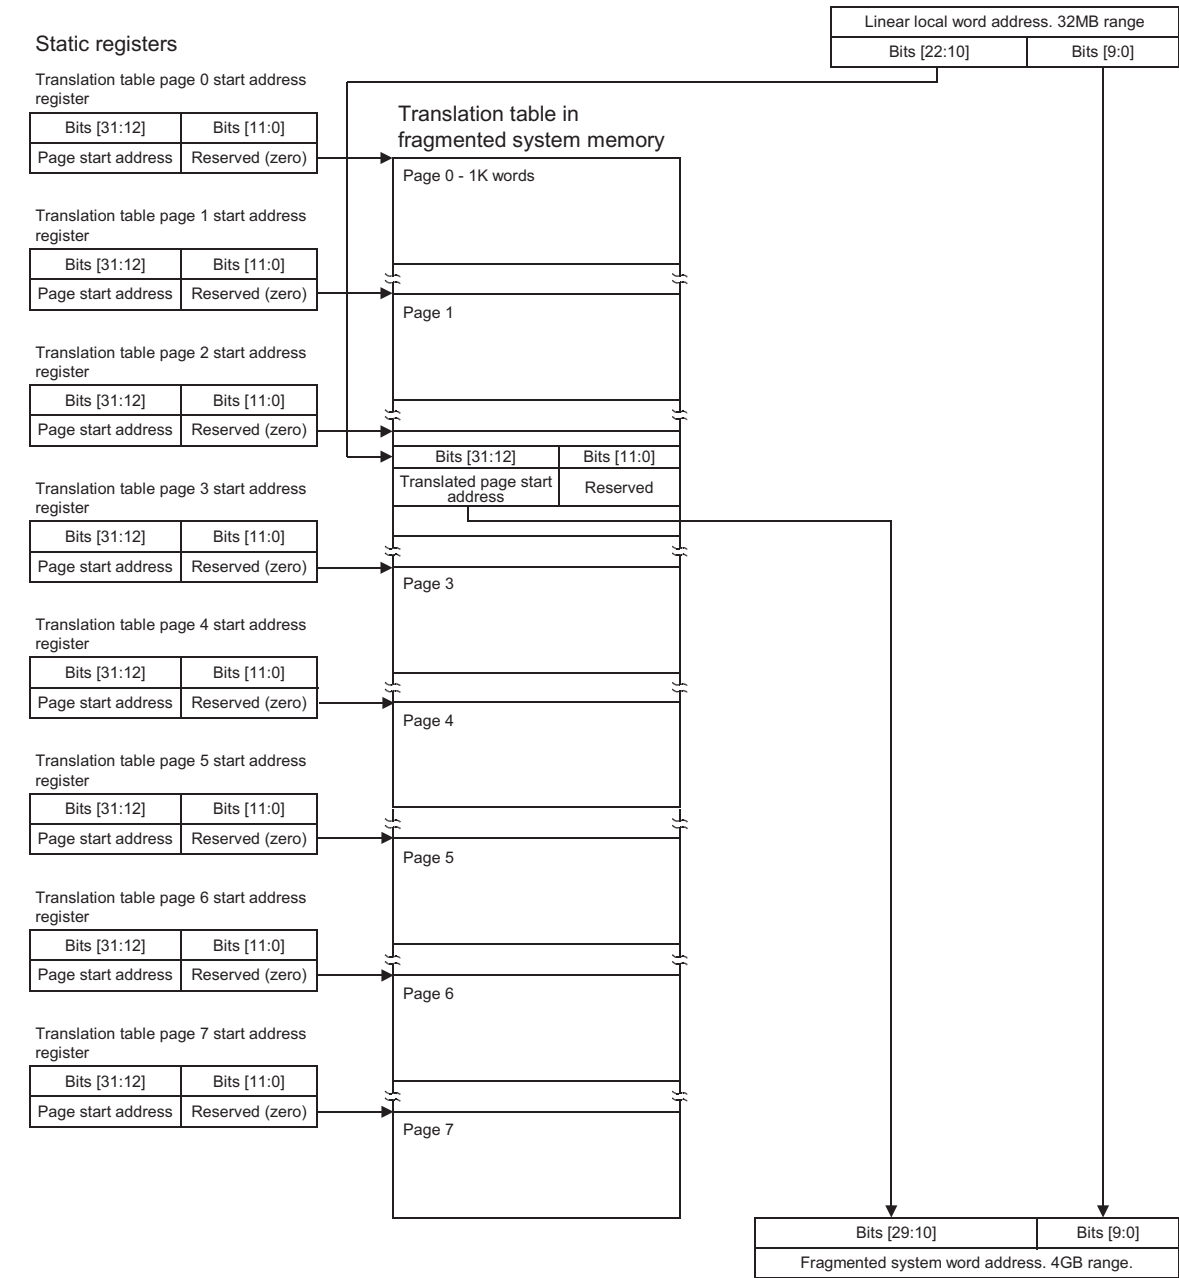 Linear local word address. 32MB range
Bits [22:10] Bits [9:0]
Static registers
Translation table page 0 start address
register
Bits [31:12] Bits [11:0]
Page start address Reserved (zero)
Translation table in
fragmented system memory
Page 0 - 1K words
Translation table page 1 start address
register
Bits [31:12] Bits [11:0]
Page start address Reserved (zero)
Page 1
Translation table page 2 start address
register
Bits [31:12] Bits [11:0]
Page start address Reserved (zero)
Bits [31:12] Bits [11:0]
Translated page start
address
Reserved
Translation table page 3 start address
register
Bits [31:12] Bits [11:0]
Page start address Reserved (zero)
Page 3
Translation table page 4 start address
register
Bits [31:12] Bits [11:0]
Page start address Reserved (zero)
Page 4
Translation table page 5 start address
register
Bits [31:12] Bits [11:0]
Page start address Reserved (zero)
Page 5
Translation table page 6 start address
register
Bits [31:12] Bits [11:0]
Page start address Reserved (zero)
Page 6
Translation table page 7 start address
register
Bits [31:12] Bits [11:0]
Page start address Reserved (zero)
Page 7
Bits [29:10] Bits [9:0]
Fragmented system word address. 4GB range.